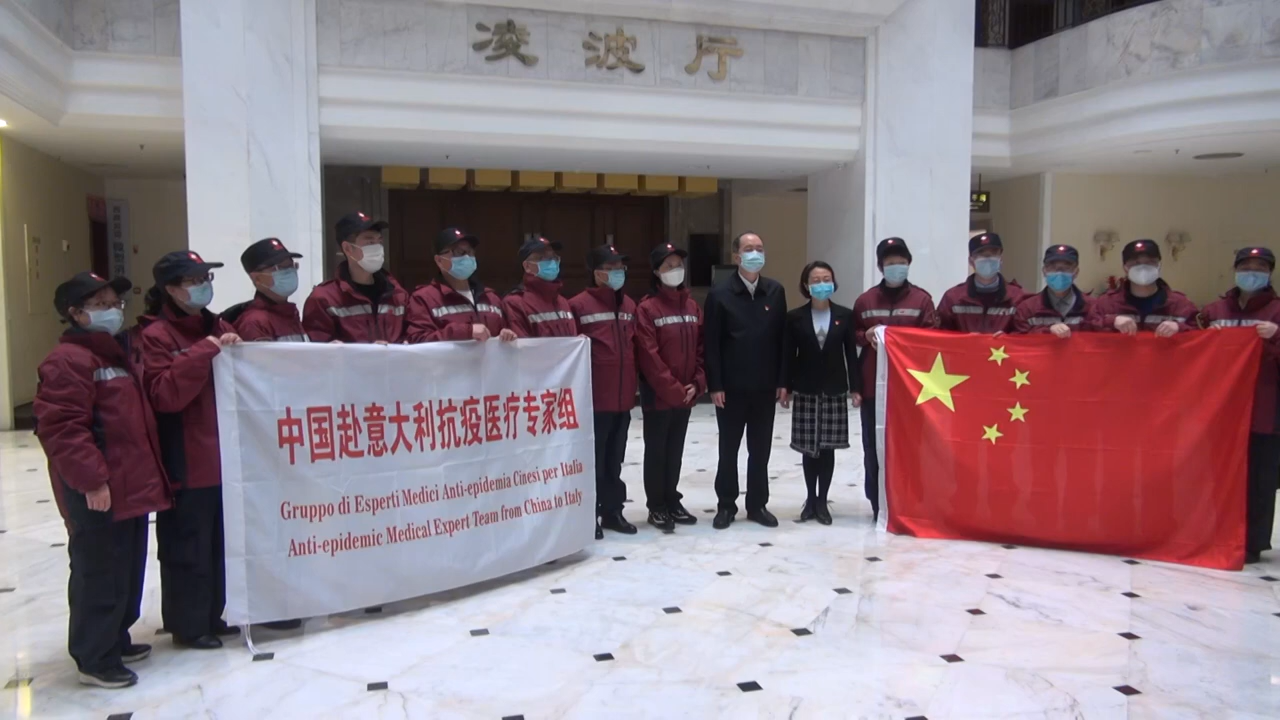 凌波厅
中国赴意大利抗疫医疗专家组
Gruppo di Esperti Medici Anti-epidemia Cinesi per Italia
Anti-epidemic Medical Expert Team from China to Italy